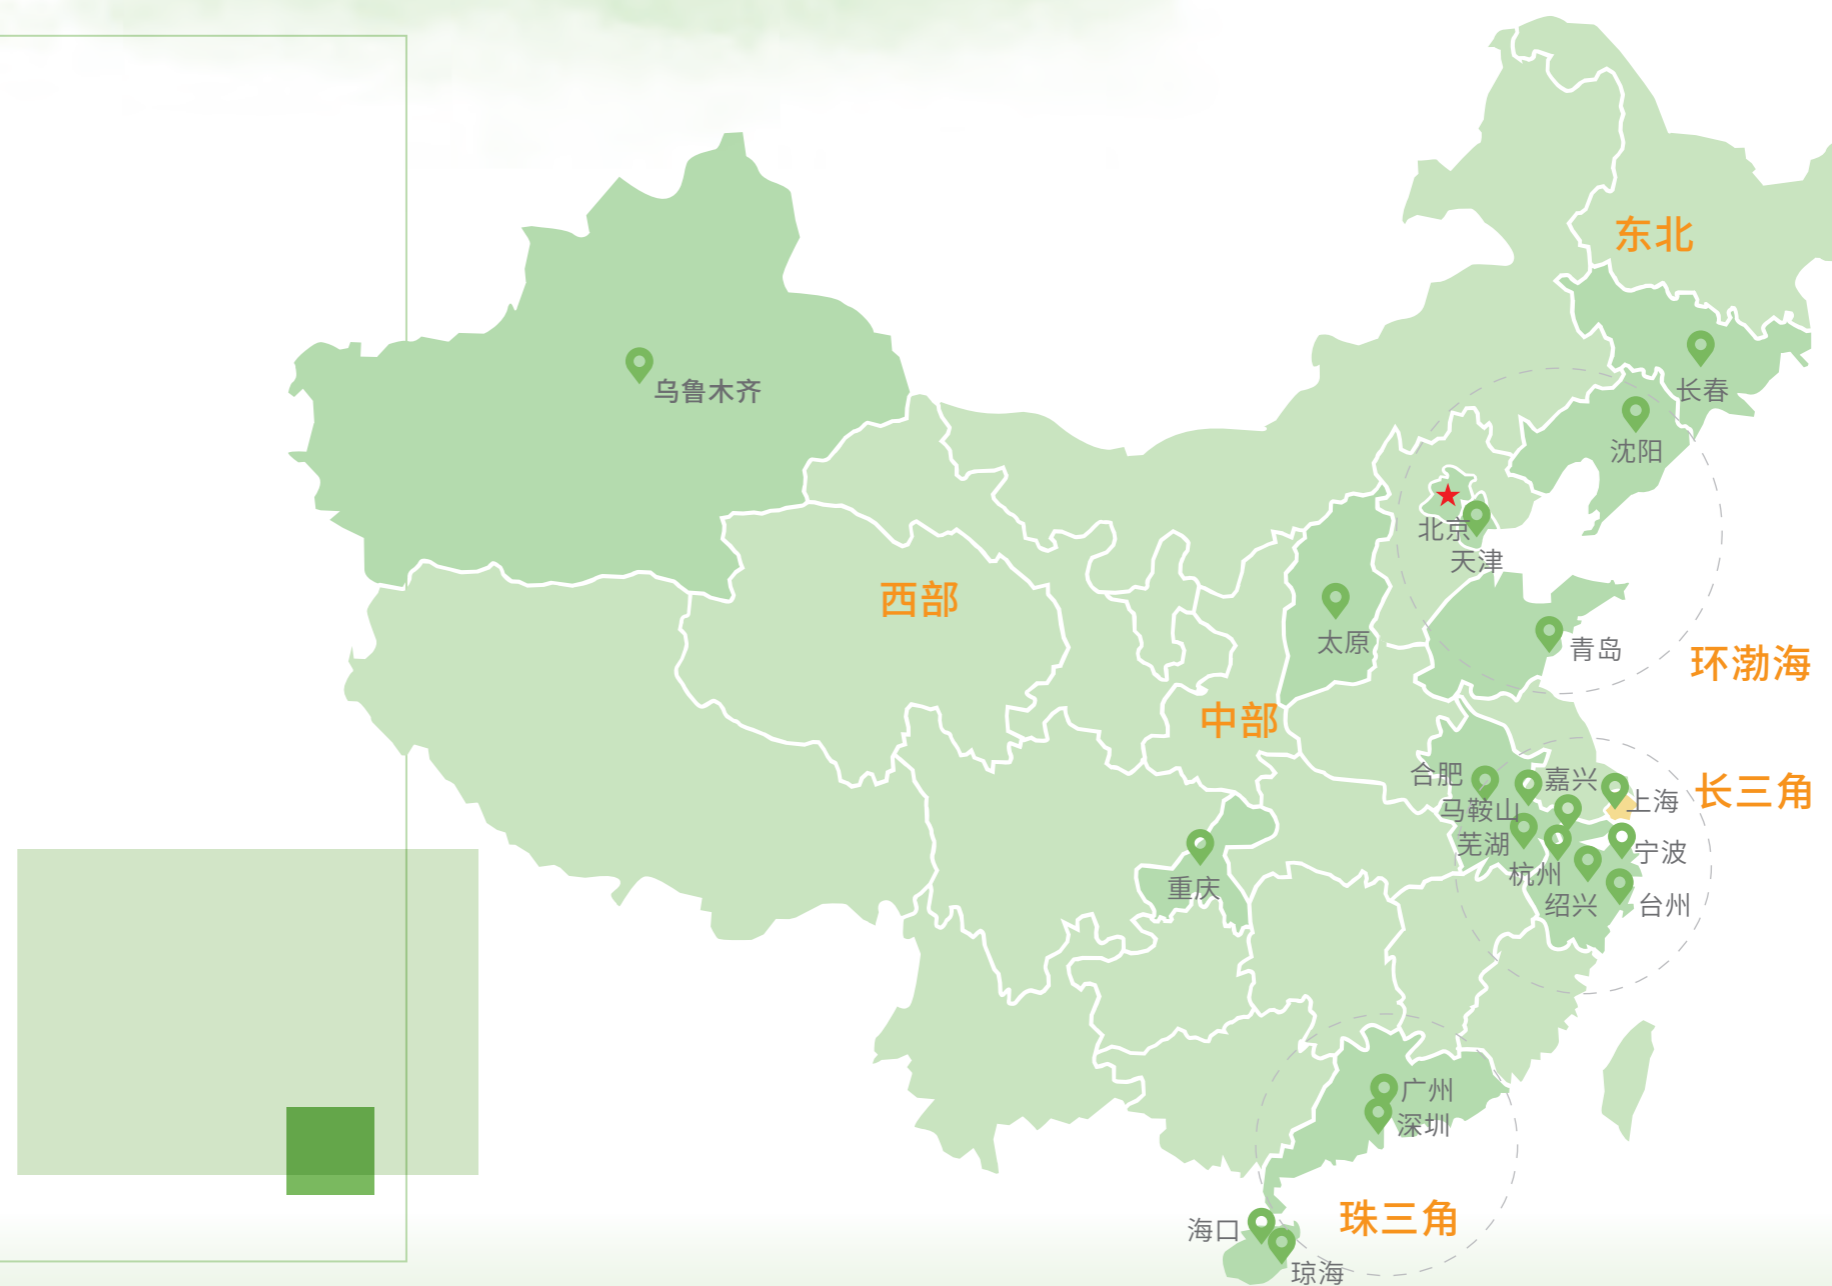 东北
长春
乌鲁木齐
沈阳
北京
天津
西部
太原
青岛
环渤海
中部
合肥
嘉兴
上海
长三角
马鞍山
芜湖
宁波
杭州
重庆
绍兴
台州
广州
深圳
珠三角
海口
琼海